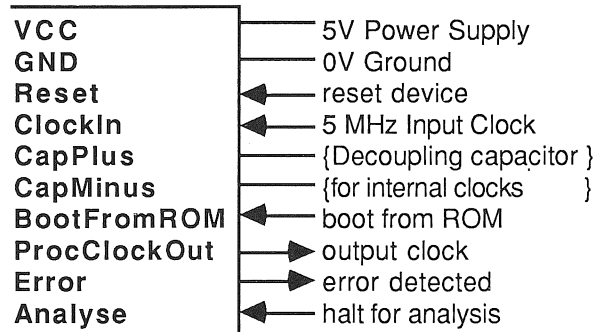 VCC 5V Power Supply
GND 0V Ground
Reset reset device
ClockIn 5 MHz Input Clock
CapPlus {Decoupling capacitor }
CapMinus {for internal clocks }
BootFromROM boot from ROM
ProcClockOut output clock
Error error detected
Analyse halt for analysis